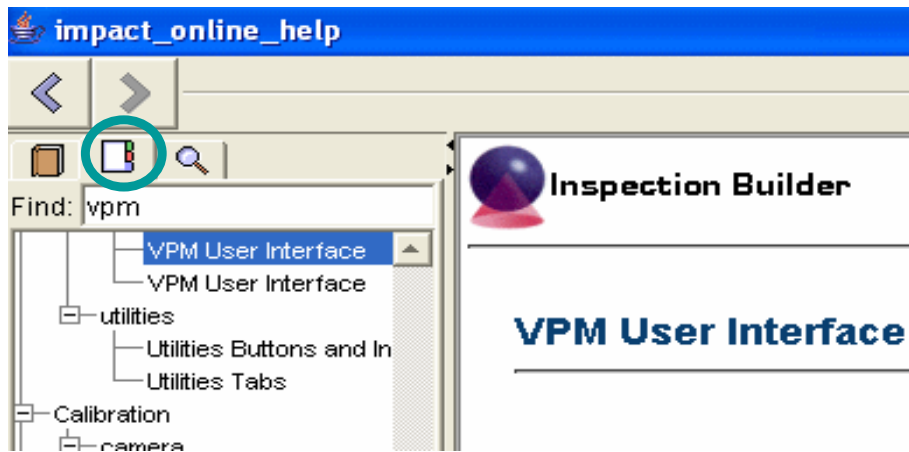 impact_online_help
Find: vpm
VPM User Interface
VPM User Interface
utilities
Utilities Buttons and In
Utilities Tabs
Calibration
camera
Inspection Builder
VPM User Interface